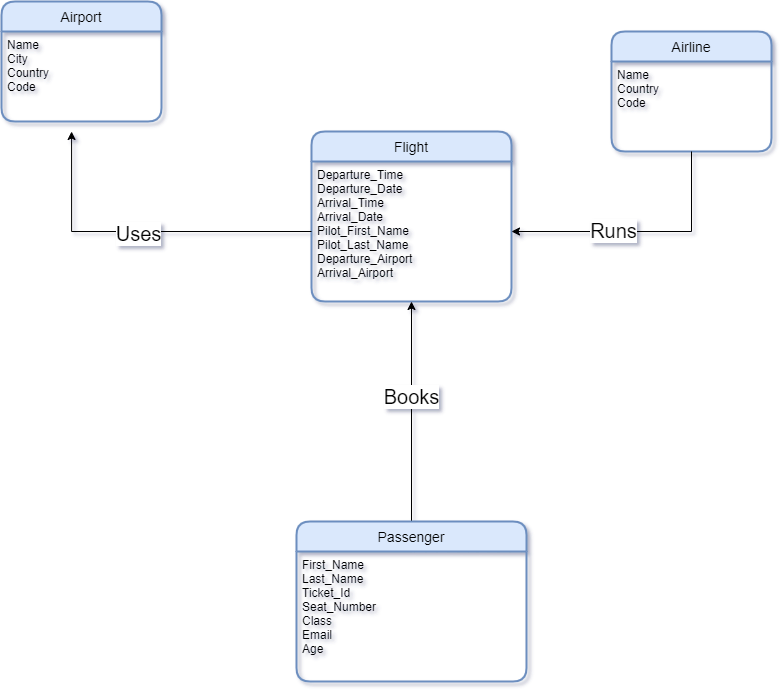 Airport
Name
City
Country
Code
Airline
Name
Country
Code
Flight
Departure_Time
Departure_Date
Arrival_Time
Arrival_Date
Pilot_First_Name
Pilot_Last_Name
Departure_Airport
Arrival_Airport
Uses
Runs
Books
Passenger
First_Name
Last_Name
Ticket_Id
Seat_Number
Class
Email
Age